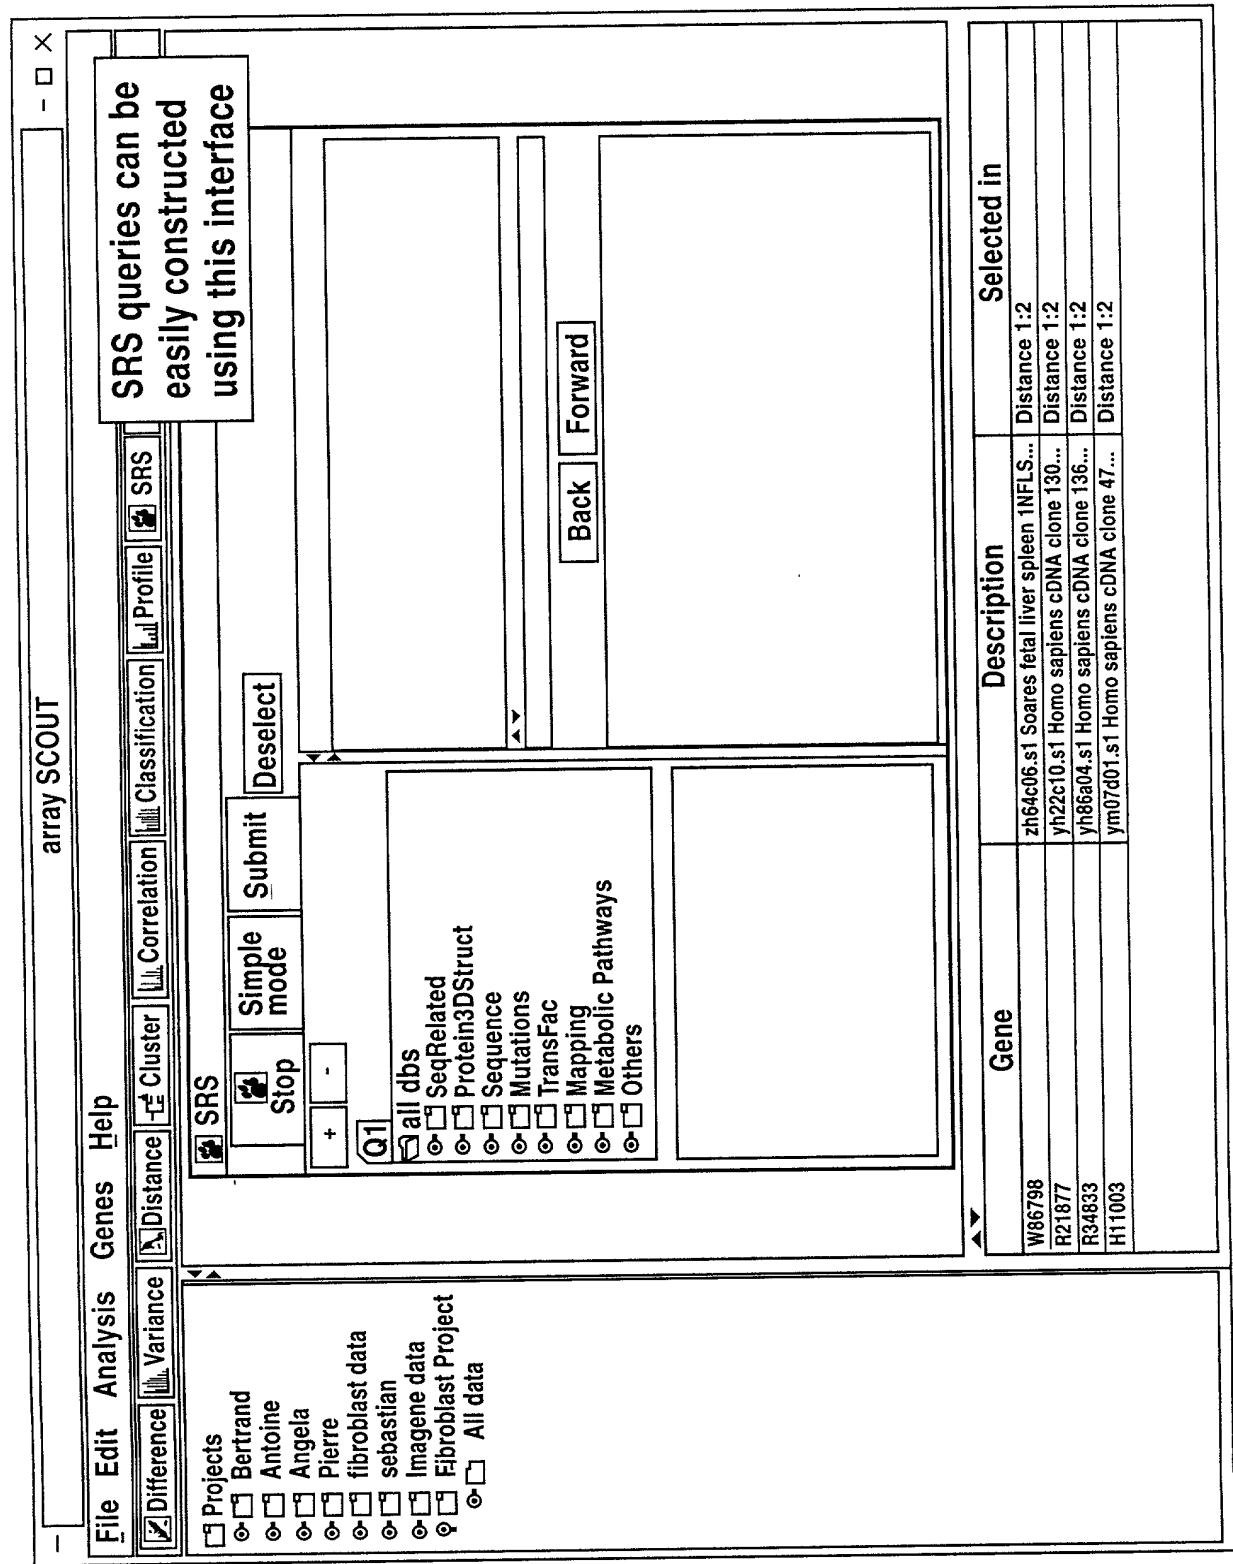 array SCOUT
File Edit Analysis Genes Help
Difference Variance Distance Cluster Correlation Classification Profile SRS
SRS queries can be
easily constructed
using this interface
Projects
Bertrand
Antoine
Angela
Pierre
fibroblast data
sebastian
Imagene data
Fibroblast Project
All data
SRS
Stop
Simple
mode
Submit
Deselect
+ -
Q1
all dbs
SeqRelated
Protein3DStruct
Sequence
Mutations
TransFac
Mapping
Metabolic Pathways
Others
Back Forward
Gene Description Selected in
W86798 zh64c06.s1 Soares fetal liver spleen 1NFLS... Distance 1:2
R21877 yh22c10.s1 Homo sapiens cDNA clone 130... Distance 1:2
R34833 yh86a04.s1 Homo sapiens cDNA clone 136... Distance 1:2
H11003 ym07d01.s1 Homo sapiens cDNA clone 47... Distance 1:2